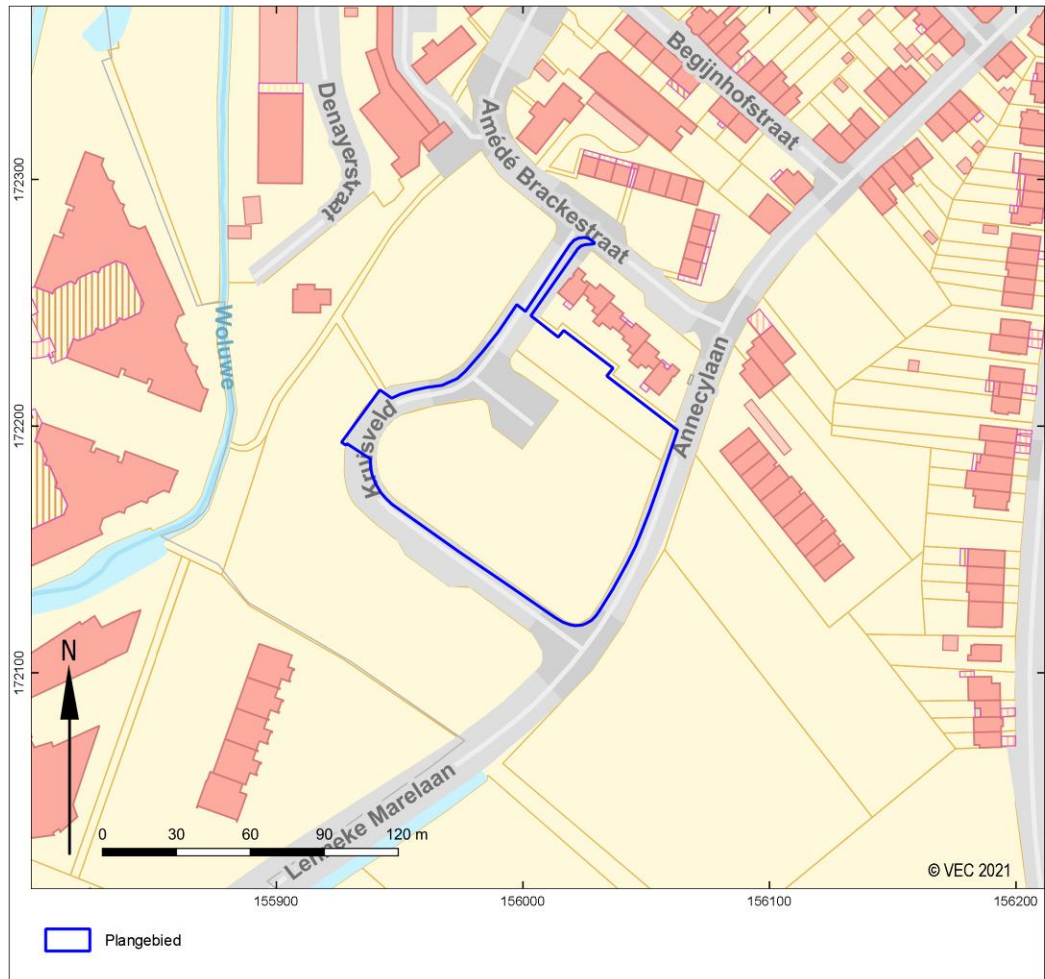 Begijnhofstraat
Denayerstraat
Amédé Brackestraat
172300
Woluwe
Annecylaan
172200
Kruisveld
N
172100
0 30 60 90 120 m
Lenneke Marelaan
© VEC 2021
155900 156000 156100 156200
Plangebied